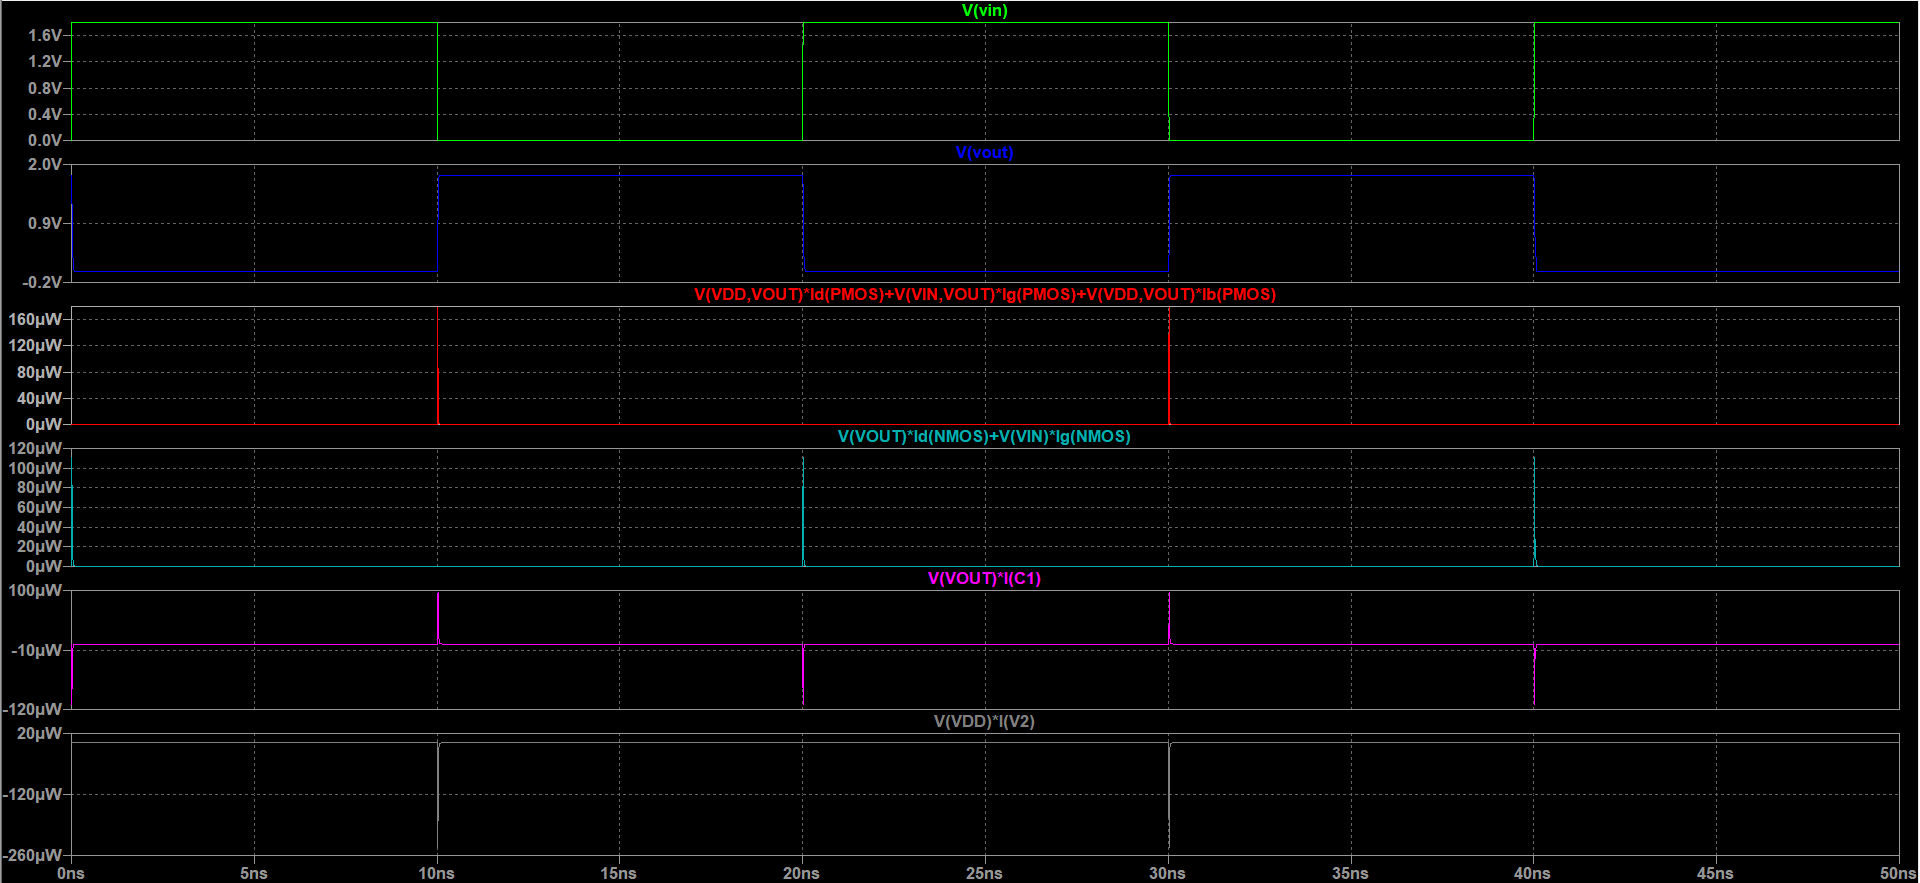 V(vin)
1.6V
1.2V
0.8V
0.4V
0.0V
V(vout)
2.0V
0.9V
-0.2V
V(VDD,VOUT)*Id(PMOS)+V(VIN,VOUT)*Ig(PMOS)+V(VDD,VOUT)*Ib(PMOS)
160µW
120µW
80µW
40µW
0µW
V(VOUT)*Id(NMOS)+V(VIN)*Ig(NMOS)
120µW
100µW
80µW
60µW
40µW
20µW
0µW
V(VOUT)*I(C1)
100µW
-10µW
-120µW
V(VDD)*I(V2)
20µW
-120µW
-260µW
0ns 5ns 10ns 15ns 20ns 25ns 30ns 35ns 40ns 45ns 50ns